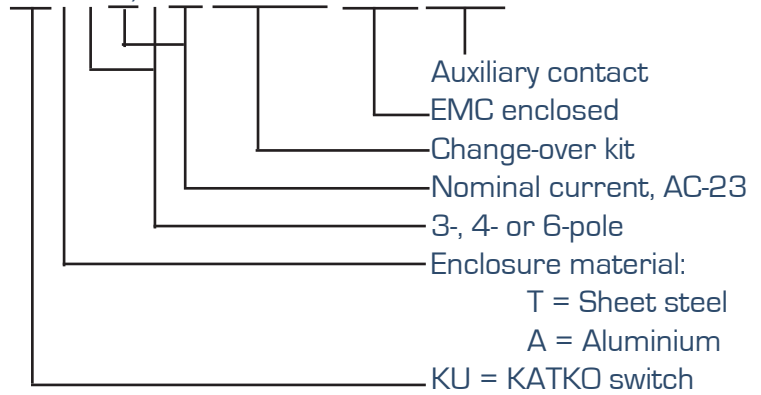 Auxiliary contact
EMC enclosed
Change-over kit
Nominal current, AC-23
3-, 4- or 6-pole
Enclosure material:
T = Sheet steel
A = Aluminium
KU = KATKO switch